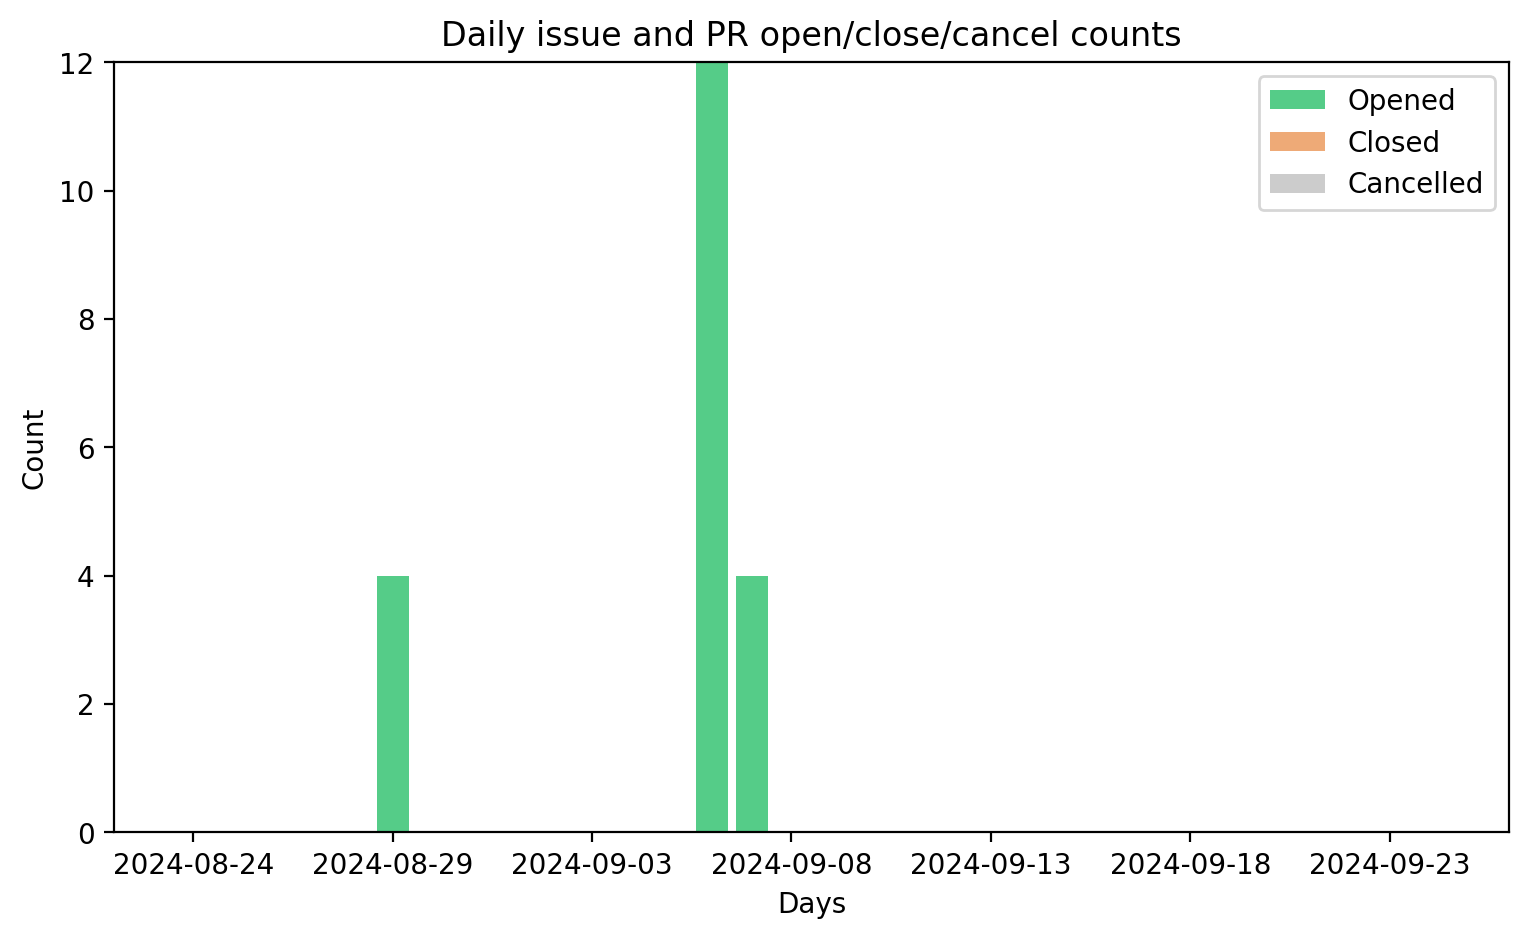 Daily issue and PR open/close/cancel counts
12
10
8
6
4
2
0
Count
Opened
Closed
Cancelled
2024-08-24 2024-08-29 2024-09-03 2024-09-08 2024-09-13 2024-09-18 2024-09-23
Days